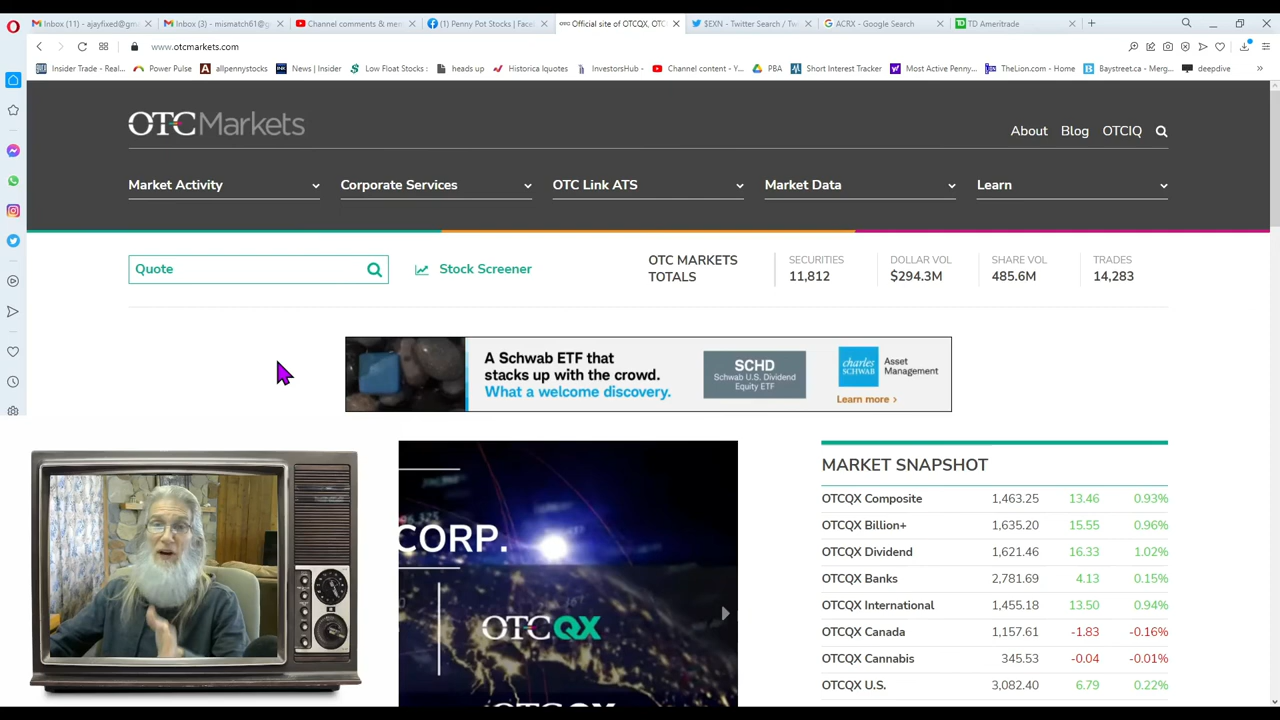 Inbox (11) - ajayfixed@gm
Inbox (3) - mismatch61@g
Channel comments & me
(1) Penny Pot Stocks | Face
Official site of OTCQX, OTC
$EXN - Twitter Search / Tw
ACRX - Google Search
TD Ameritrade
www.otcmarkets.com
Insider Trade - Real...
Power Pulse
allpennystocks
News | Insider
Low Float Stocks :
heads up
Historica Iquotes
InvestorsHub -
Channel content - Y...
PBA
Short Interest Tracker
Most Active Penny...
TheLion.com - Home
Baystreet.ca - Merg...
deepdive
OTC Markets
About Blog OTCIQ
Market Activity
Corporate Services
OTC Link ATS
Market Data
Learn
Quote
Stock Screener
OTC MARKETS
TOTALS
SECURITIES
11,812
DOLLAR VOL
$294.3M
SHARE VOL
485.6M
TRADES
14,283
A Schwab ETF that
stacks up with the crowd.
What a welcome discovery.
SCHD
Schwab U.S. Dividend
Equity ETF
charles
SCHWAB
Asset
Management
Learn more >
CORP.
OTCQX
MARKET SNAPSHOT
OTCQX Composite 1,463.25 13.46 0.93%
OTCQX Billion+ 1,635.20 15.55 0.96%
OTCQX Dividend 1,621.46 16.33 1.02%
OTCQX Banks 2,781.69 4.13 0.15%
OTCQX International 1,455.18 13.50 0.94%
OTCQX Canada 1,157.61 -1.83 -0.16%
OTCQX Cannabis 345.53 -0.04 -0.01%
OTCQX U.S. 3,082.40 6.79 0.22%